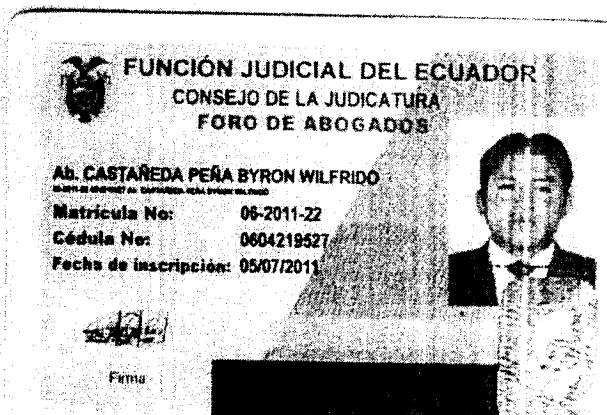 FUNCIÓN JUDICIAL DEL ECUADOR
CONSEJO DE LA JUDICATURA
FORO DE ABOGADOS
Ab. CASTAÑEDA PEÑA BYRON WILFRIDO
Matrícula No: 06-2011-22
Cédula No: 0604219527
Fecha de inscripción: 05/07/2011
Firma